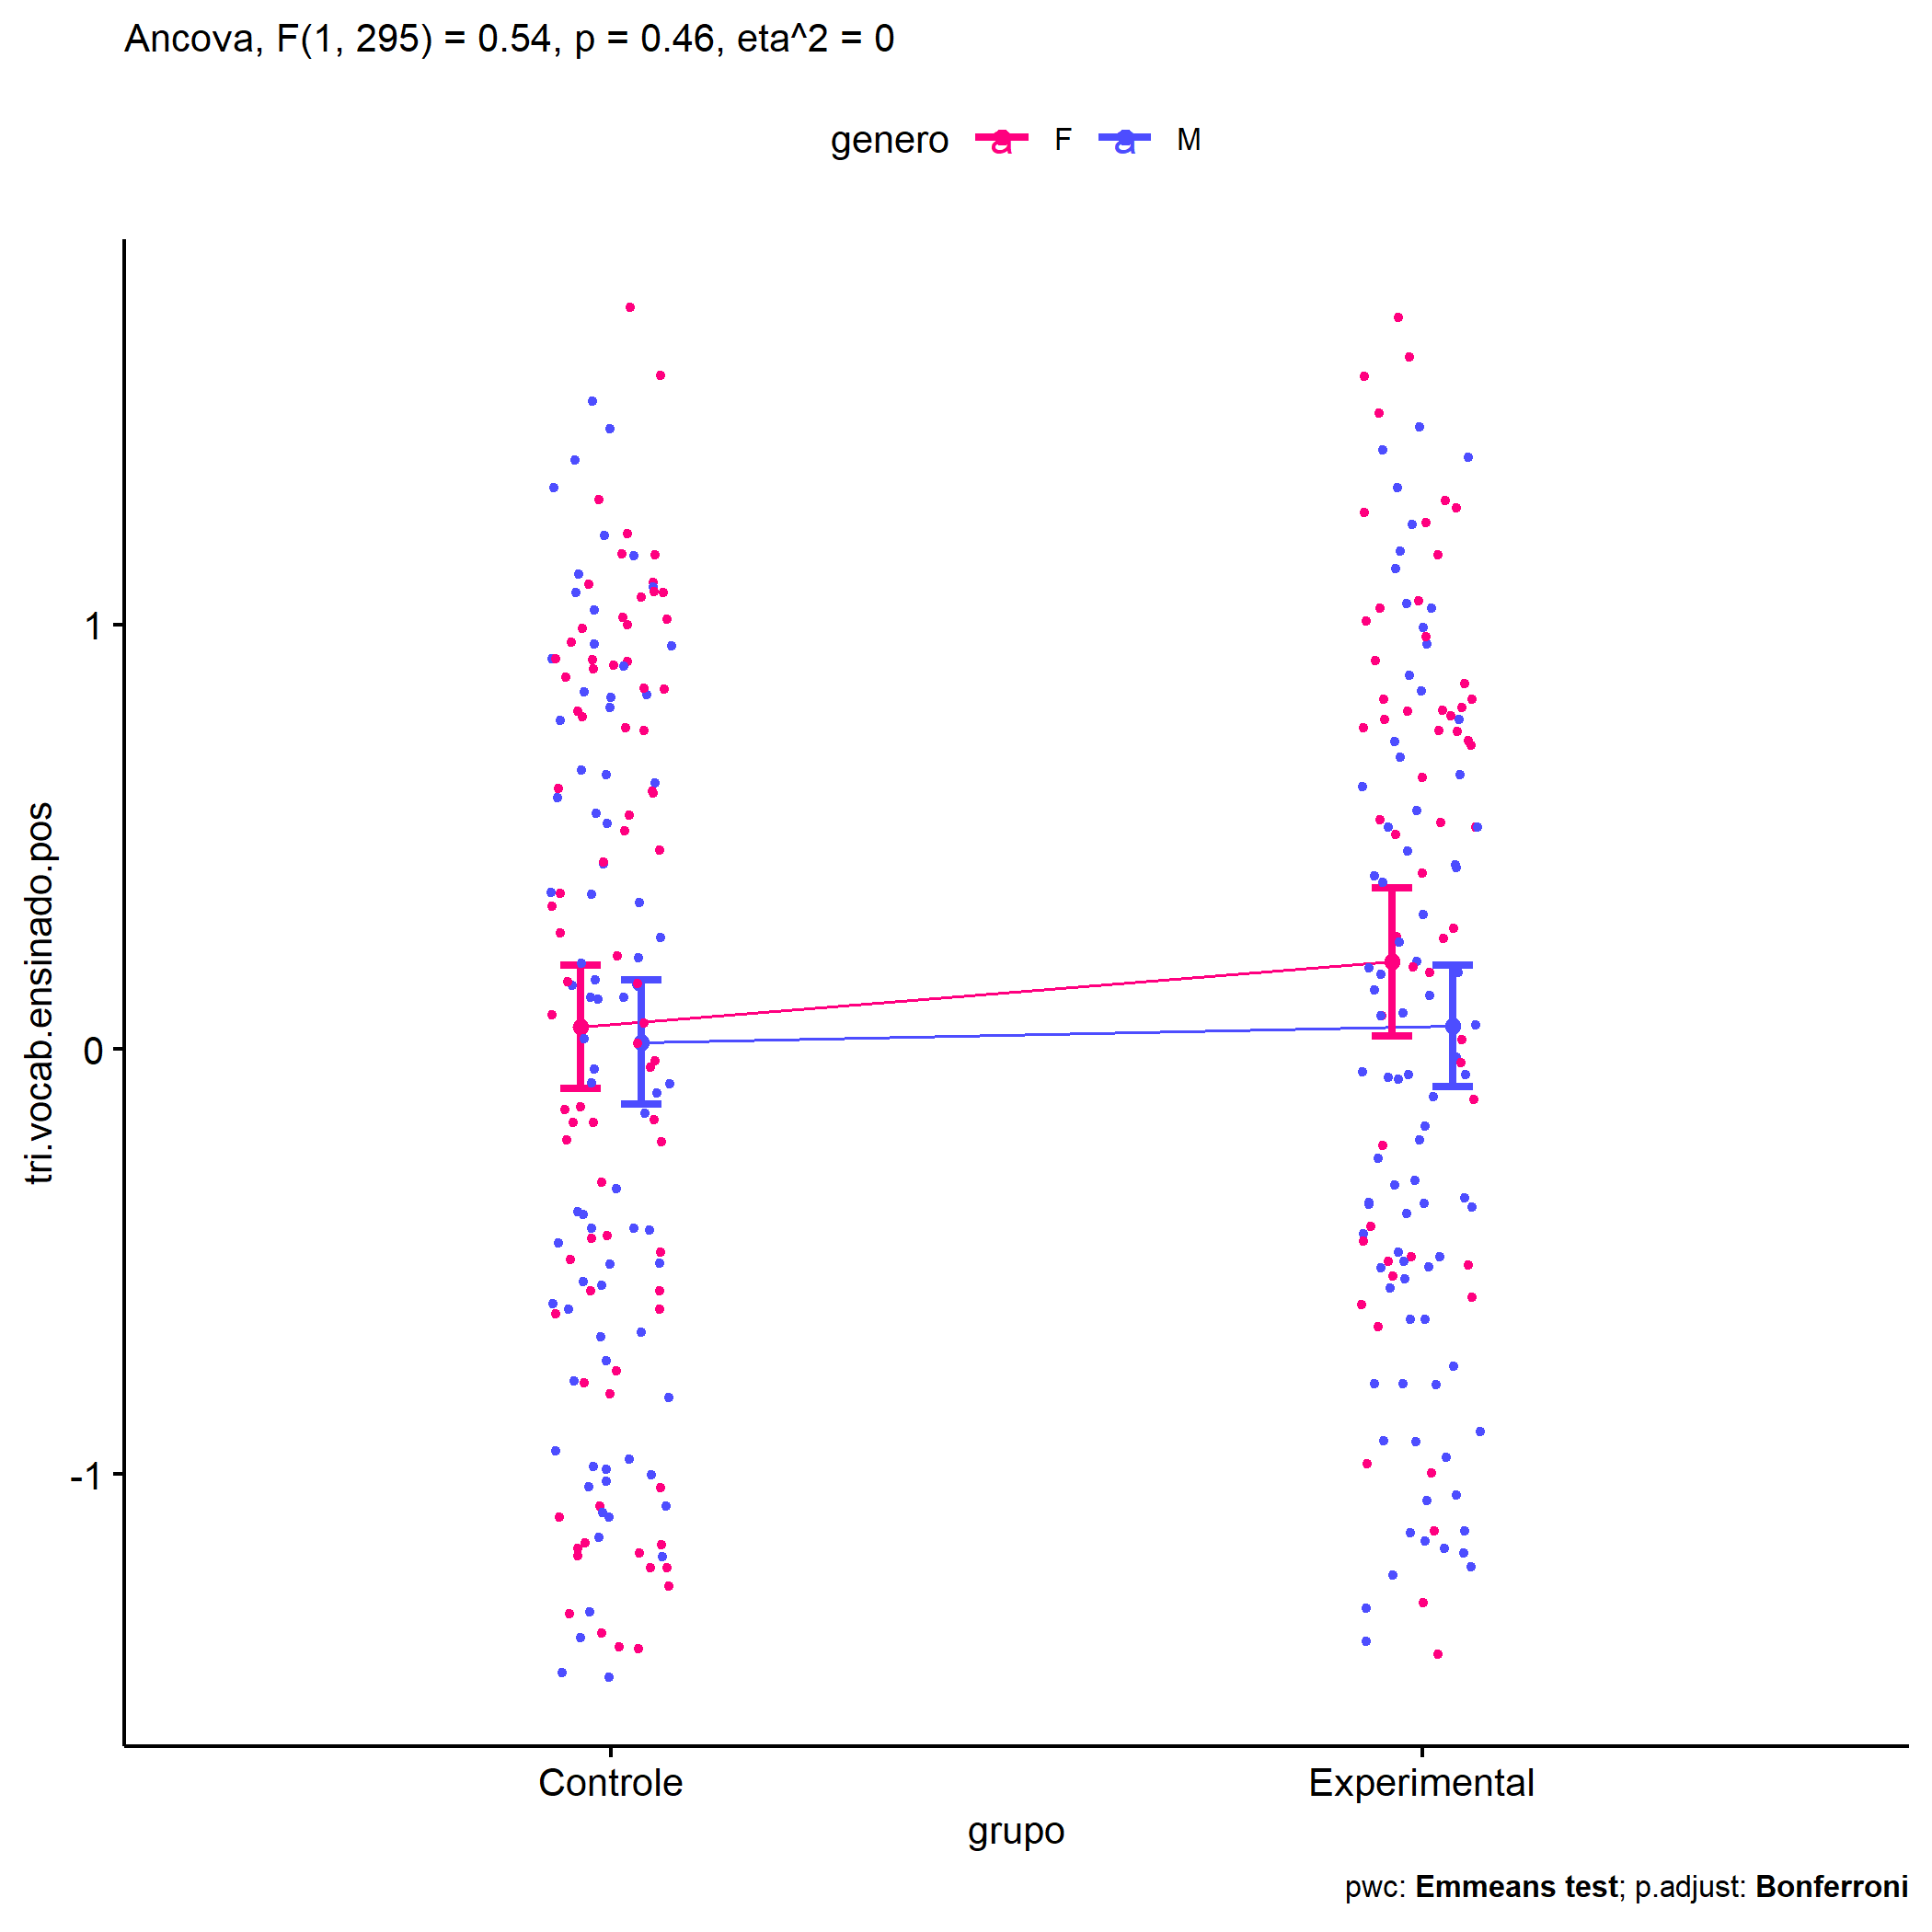 Ancova, F(1, 295) = 0.54, p = 0.46, eta^2 = 0
genero a F a M
tri.vocab.ensinado.pos
1
0
-1
Controle Experimental
grupo
pwc: Emmeans test; p.adjust: Bonferroni